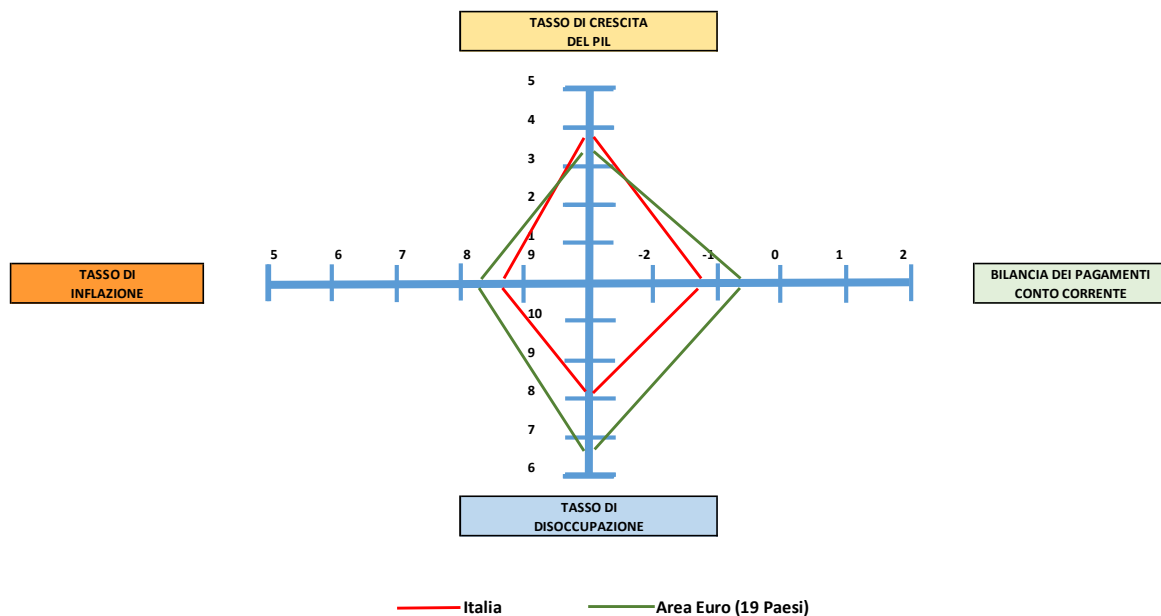 TASSO DI CRESCITA
DEL PIL
5
4
3
2
1
5 6 7 8 9 -2 -1 0 1 2
TASSO DI
INFLAZIONE
BILANCIA DEI PAGAMENTI
CONTO CORRENTE
10
9
8
7
6
TASSO DI
DISOCCUPAZIONE
Italia Area Euro (19 Paesi)